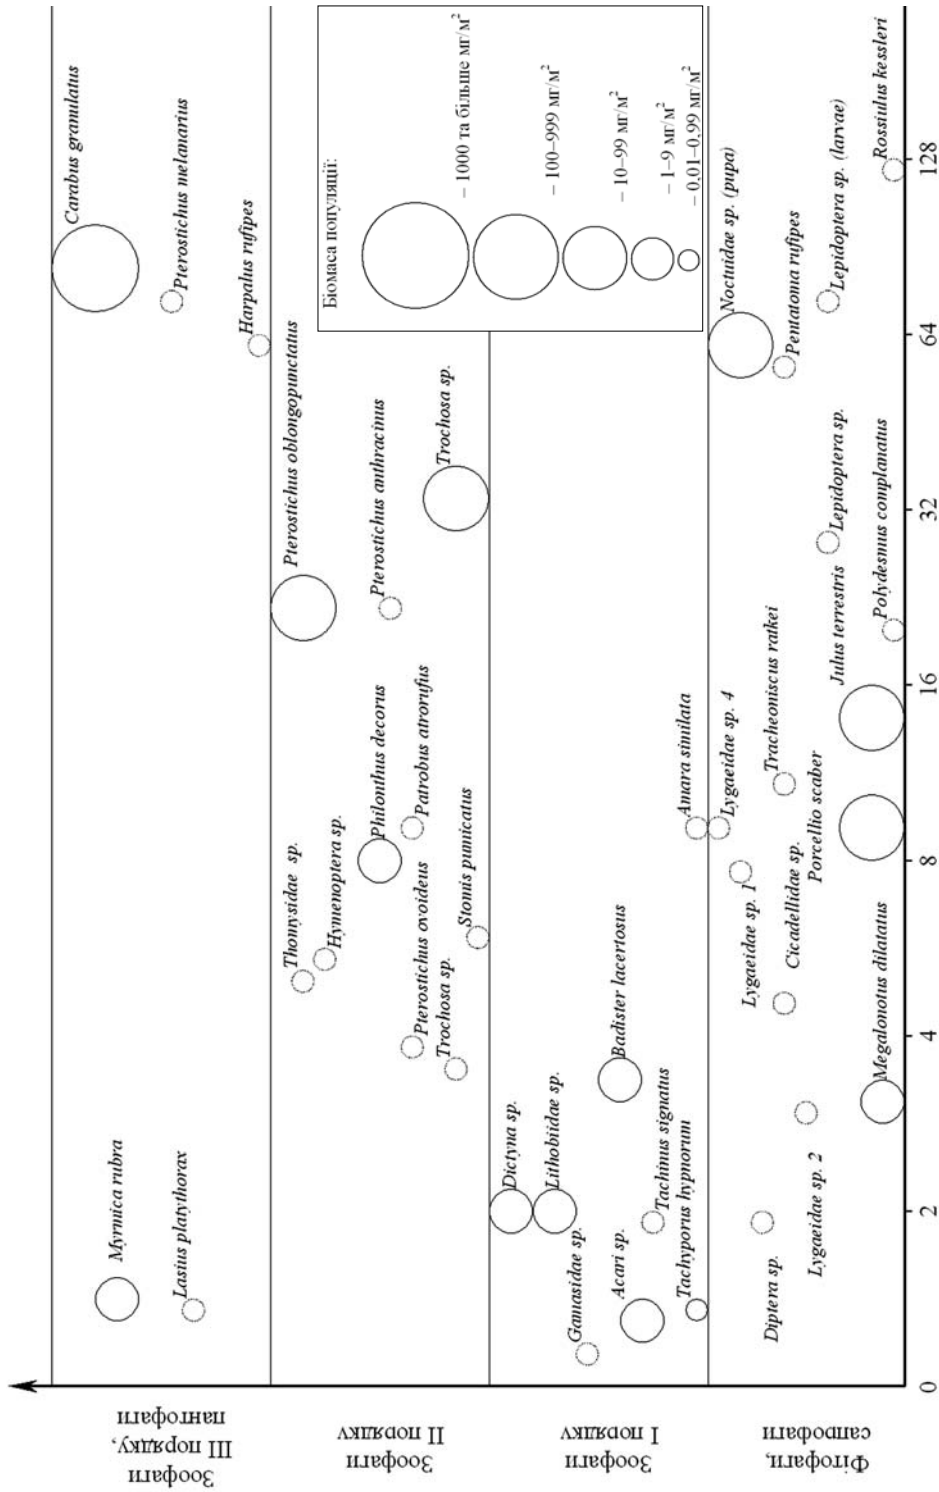 Зоофаги
III порядку,
пантофаги
Carabus granulatus
Pterostichus melanarius
Harpalus rufipes
Myrmica rubra
Lasius platythorax
Зоофаги
II порядку
Pterostichus oblongopunctatus
Pterostichus anthracinus
Trochosa sp.
Thomysidae sp.
Hymenoptera sp.
Philonthus decorus
Patrobus atrorufus
Pterostichus ovoideus
Trochosa sp.
Stomis pumicatus
Зоофаги
I порядку
Dictyna sp.
Lithobiidae sp.
Gamasidae sp.
Badister lacertosus
Acari sp.
Tachinus signatus
Tachyporus hypnorum
Amara similata
Фітофаги,
сапрофаги
Noctuidae sp. (pupa)
Lygaeidae sp. 4
Lygaeidae sp. 1
Pentatoma rufipes
Tracheoniscus ratkei
Cicadellidae sp.
Diptera sp.
Lygaeidae sp. 2
Porcellio scaber
Lepidoptera sp. (larvae)
Lepidoptera sp.
Julus terrestris
Megalonotus dilatatus
Polydesmus complanatus
Rossiulus kessleri
0 2 4 8 16 32 64 128
Біомаса популяції:
– 1000 та більше мг/м²
– 100–999 мг/м²
– 10–99 мг/м²
– 1–9 мг/м²
– 0,01–0,99 мг/м²